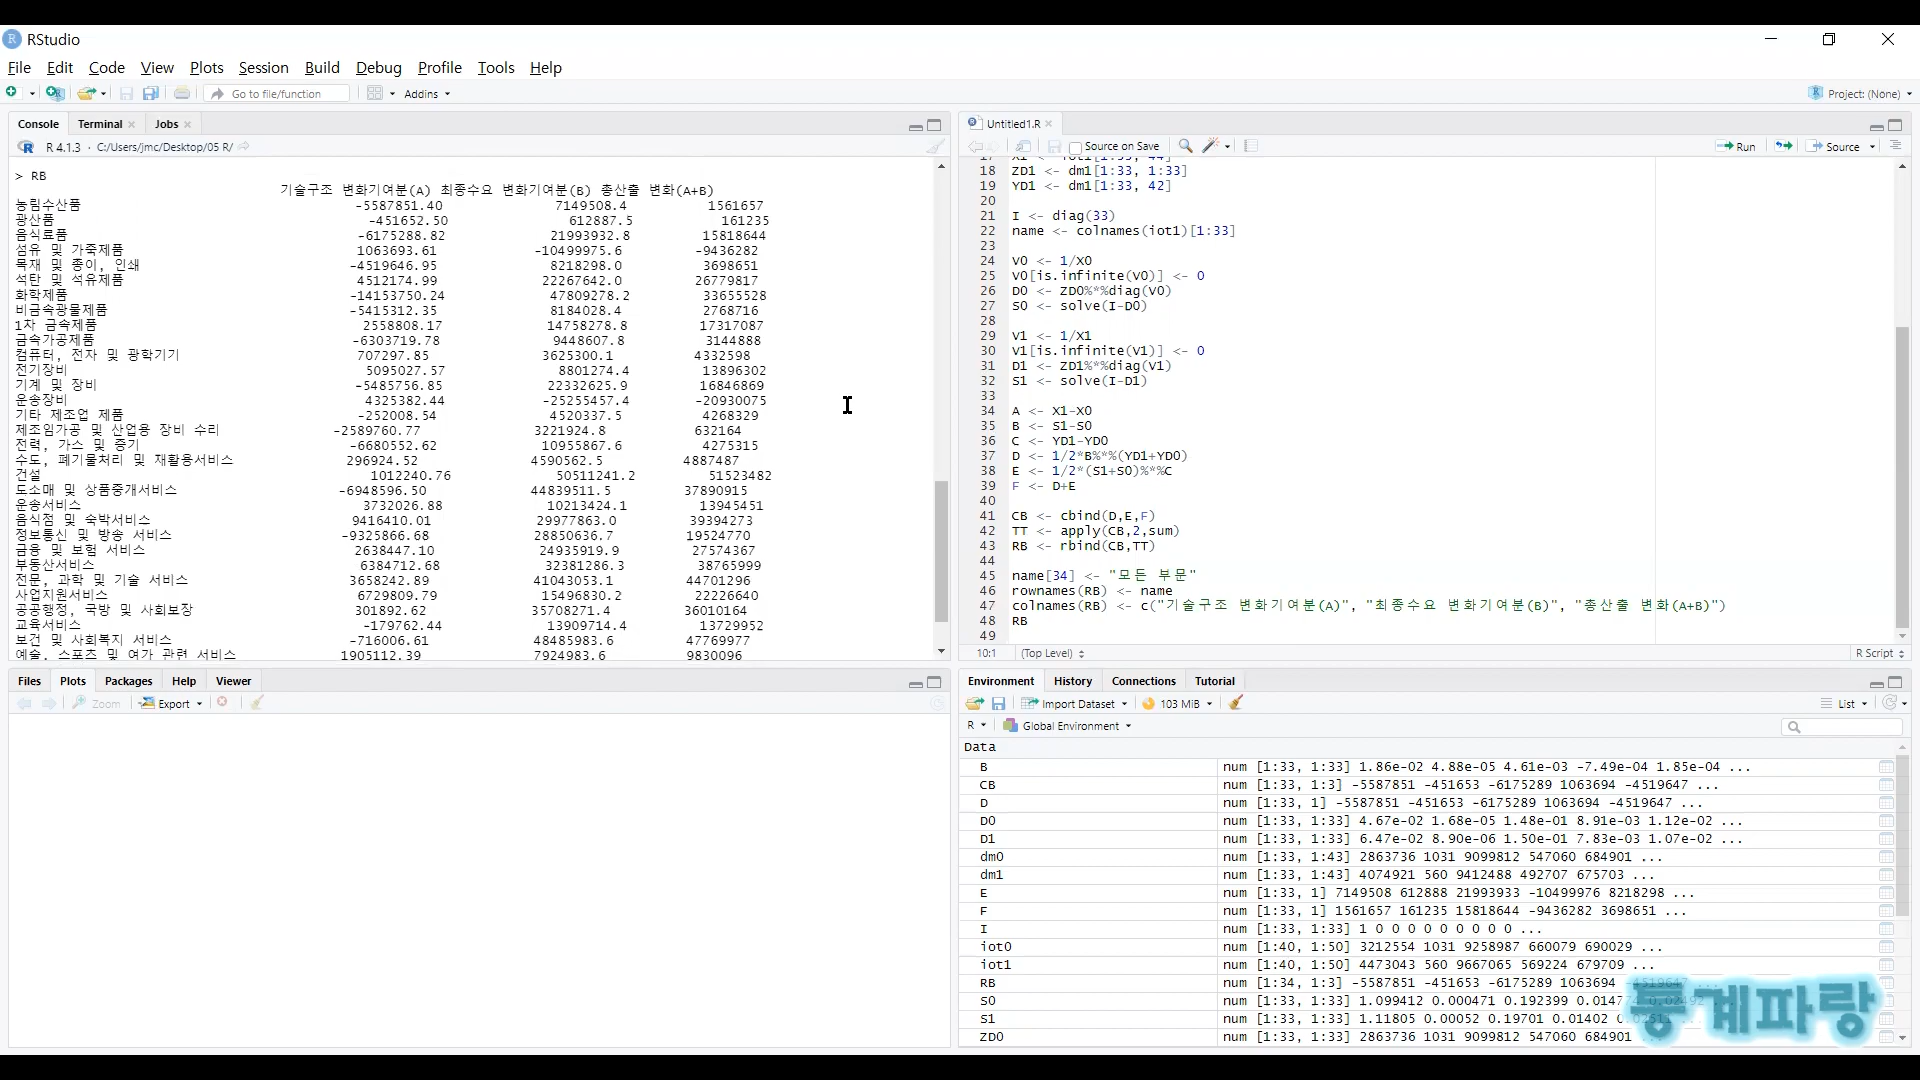 RStudio
File Edit Code View Plots Session Build Debug Profile Tools Help
Go to file/function Addins Project: (None)
Console Terminal Jobs
R 4.1.3 · C:/Users/jmc/Desktop/05 R/
> RB
기술구조 변화기여분(A) 최종수요 변화기여분(B) 총산출 변화(A+B)
농림수산품 -5587851.40 7149508.4 1561657
광산품 -451652.50 612887.5 161235
음식료품 -6175288.82 21993932.8 15818644
섬유 및 가죽제품 1063693.61 -10499975.6 -9436282
목재 및 종이, 인쇄 -4519646.95 8218298.0 3698651
석탄 및 석유제품 4512174.99 22267642.0 26779817
화학제품 -14153750.24 47809278.2 33655528
비금속광물제품 -5415312.35 8184028.4 2768716
1차 금속제품 2558808.17 14758278.8 17317087
금속가공제품 -6303719.78 9448607.8 3144888
컴퓨터, 전자 및 광학기기 707297.85 3625300.1 4332598
전기장비 5095027.57 8801274.4 13896302
기계 및 장비 -5485756.85 22332625.9 16846869
운송장비 4325382.44 -25255457.4 -20930075
기타 제조업 제품 -252008.54 4520337.5 4268329
제조임가공 및 산업용 장비 수리 -2589760.77 3221924.8 632164
전력, 가스 및 증기 -6680552.62 10955867.6 4275315
수도, 폐기물처리 및 재활용서비스 296924.52 4590562.5 4887487
건설 1012240.76 50511241.2 51523482
도소매 및 상품중개서비스 -6948596.50 44839511.5 37890915
운송서비스 3732026.88 10213424.1 13945451
음식점 및 숙박서비스 9416410.01 29977863.0 39394273
정보통신 및 방송 서비스 -9325866.68 28850636.7 19524770
금융 및 보험 서비스 2638447.10 24935919.9 27574367
부동산서비스 6384712.68 32381286.3 38765999
전문, 과학 및 기술 서비스 3658242.89 41043053.1 44701296
사업지원서비스 6729809.79 15496830.2 22226640
공공행정, 국방 및 사회보장 301892.62 35708271.4 36010164
교육서비스 -179762.44 13909714.4 13729952
보건 및 사회복지 서비스 -716006.61 48485983.6 47769977
예술, 스포츠 및 여가 관련 서비스 1905112.39 7924983.6 9830096
Untitled1.R
Source on Save Run Source
17 X1 <- iot1[1:33, 44]
18 ZD1 <- dm1[1:33, 1:33]
19 YD1 <- dm1[1:33, 42]
20
21 I <- diag(33)
22 name <- colnames(iot1)[1:33]
23
24 V0 <- 1/X0
25 V0[is.infinite(V0)] <- 0
26 D0 <- ZD0%*%diag(V0)
27 S0 <- solve(I-D0)
28
29 V1 <- 1/X1
30 V1[is.infinite(V1)] <- 0
31 D1 <- ZD1%*%diag(V1)
32 S1 <- solve(I-D1)
33
34 A <- X1-X0
35 B <- S1-S0
36 C <- YD1-YD0
37 D <- 1/2*B%*%(YD1+YD0)
38 E <- 1/2*(S1+S0)%*%C
39 F <- D+E
40
41 CB <- cbind(D,E,F)
42 TT <- apply(CB,2,sum)
43 RB <- rbind(CB,TT)
44
45 name[34] <- "모든 부문"
46 rownames(RB) <- name
47 colnames(RB) <- c("기술구조 변화기여분(A)", "최종수요 변화기여분(B)", "총산출 변화(A+B)")
48 RB
49
10:1 (Top Level) R Script
Files Plots Packages Help Viewer
Zoom Export
Environment History Connections Tutorial
Import Dataset 103 MiB List
R Global Environment
Data
B num [1:33, 1:33] 1.86e-02 4.88e-05 4.61e-03 -7.49e-04 1.85e-04 ...
CB num [1:33, 1:3] -5587851 -451653 -6175289 1063694 -4519647 ...
D num [1:33, 1] -5587851 -451653 -6175289 1063694 -4519647 ...
D0 num [1:33, 1:33] 4.67e-02 1.68e-05 1.48e-01 8.91e-03 1.12e-02 ...
D1 num [1:33, 1:33] 6.47e-02 8.90e-06 1.50e-01 7.83e-03 1.07e-02 ...
dm0 num [1:33, 1:43] 2863736 1031 9099812 547060 684901 ...
dm1 num [1:33, 1:43] 4074921 560 9412488 492707 675703 ...
E num [1:33, 1] 7149508 612888 21993933 -10499976 8218298 ...
F num [1:33, 1] 1561657 161235 15818644 -9436282 3698651 ...
I num [1:33, 1:33] 1 0 0 0 0 0 0 0 0 0 ...
iot0 num [1:40, 1:50] 3212554 1031 9258987 660079 690029 ...
iot1 num [1:40, 1:50] 4473043 560 9667065 569224 679709 ...
RB num [1:34, 1:3] -5587851 -451653 -6175289 1063694 -4519647 ...
S0 num [1:33, 1:33] 1.099412 0.000471 0.192399
S1 num [1:33, 1:33] 1.11805 0.00052 0.19701 0.01402
ZD0 num [1:33, 1:33] 2863736 1031 9099812 547060 684901
통계파랑